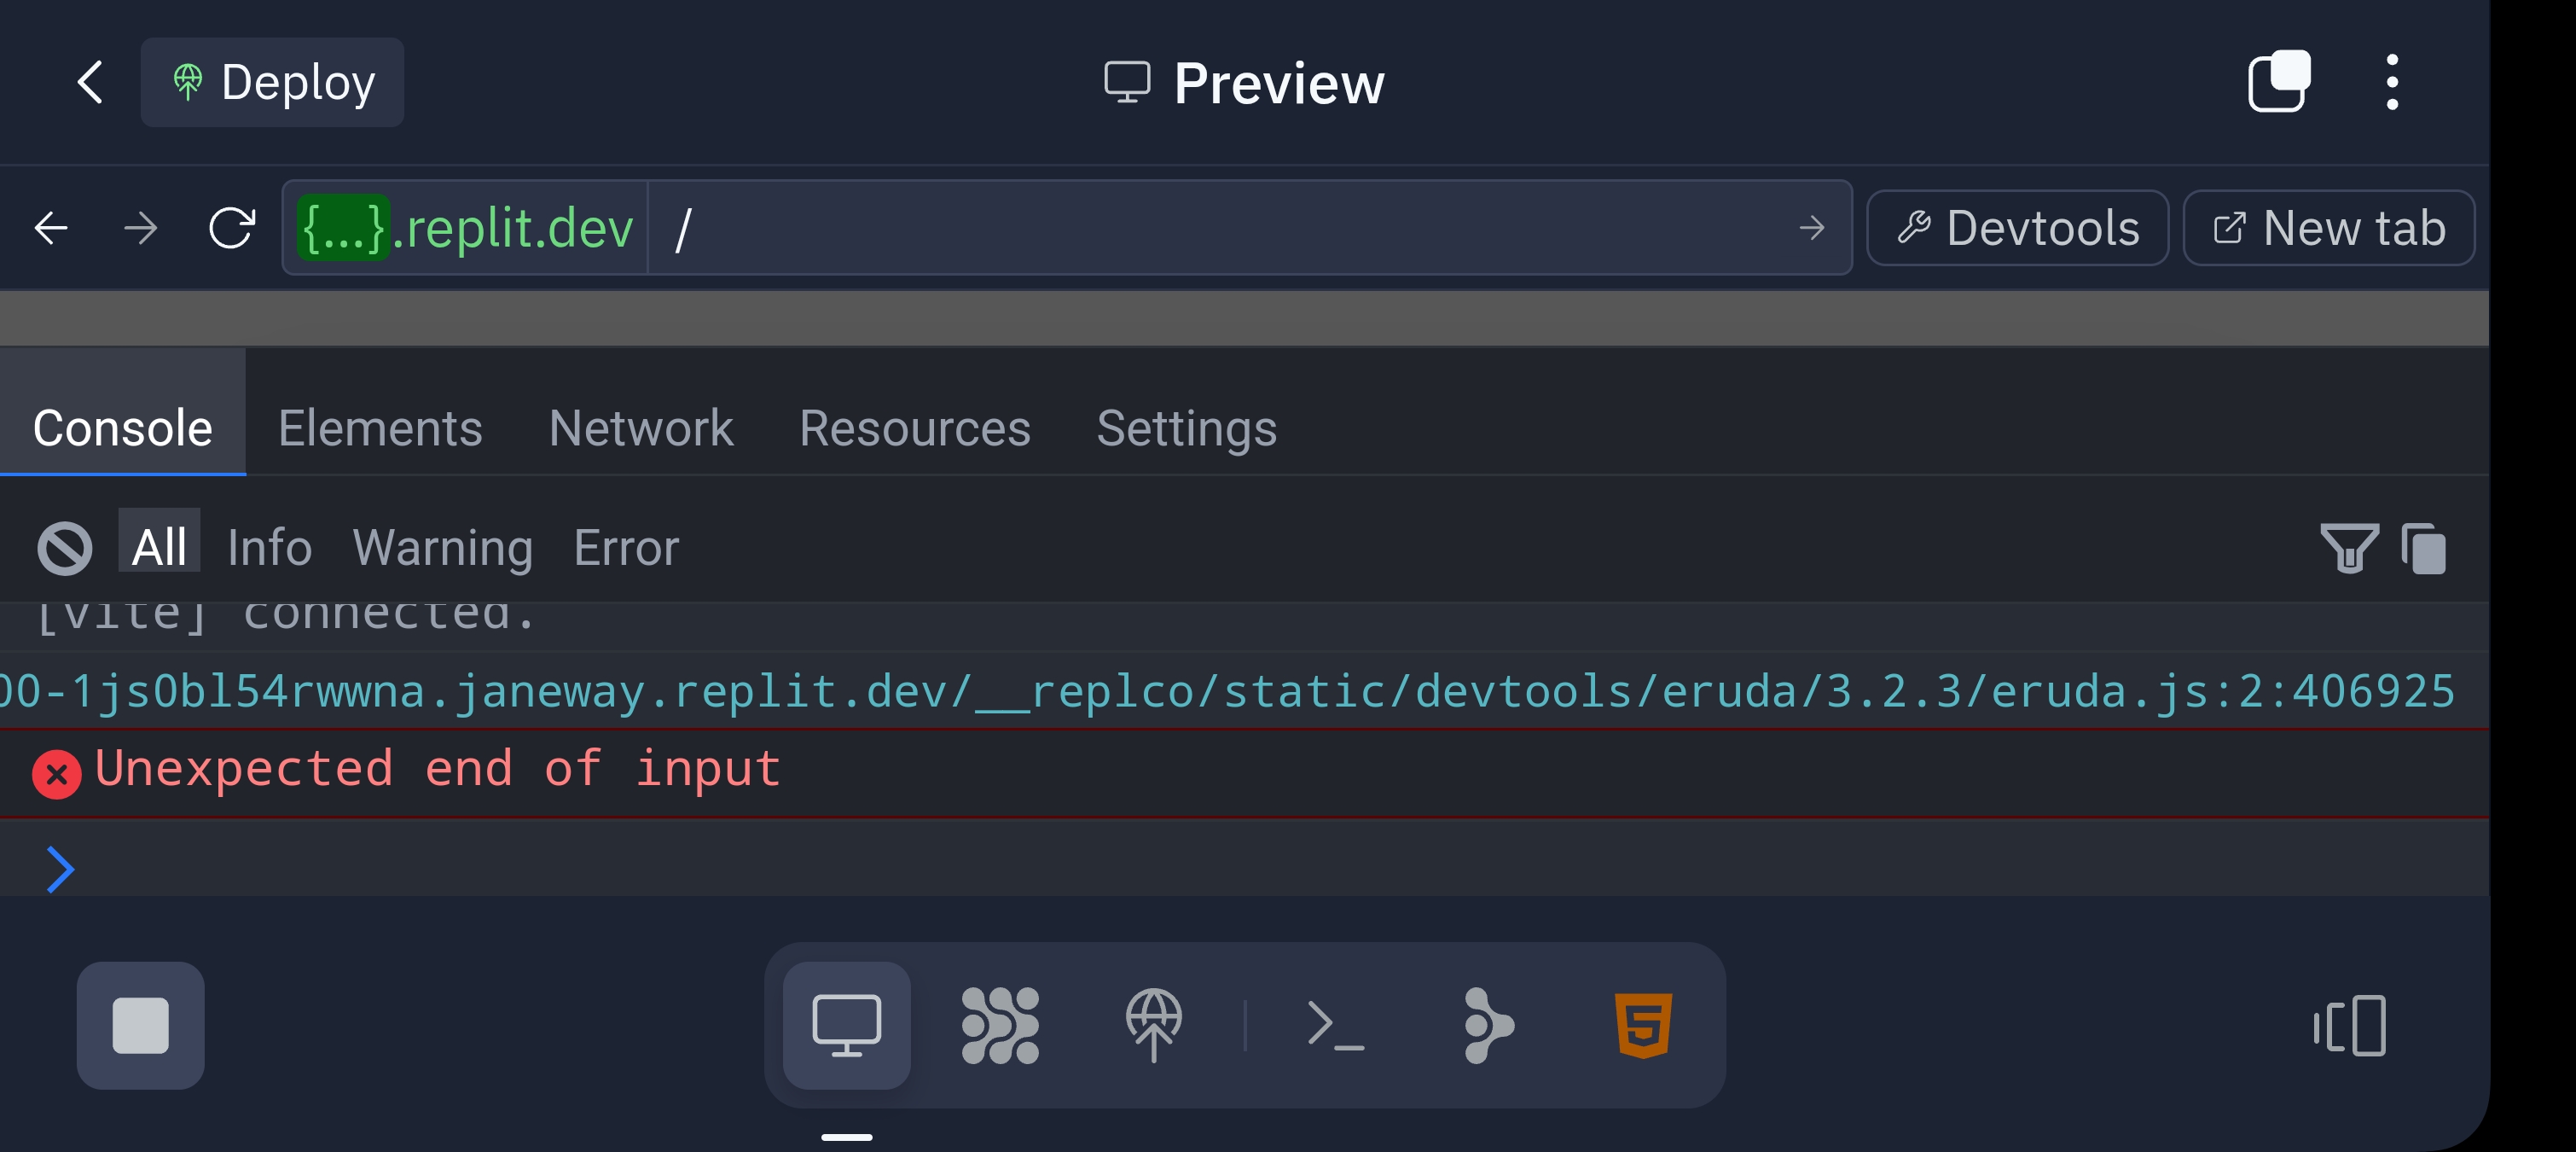 Deploy
Preview
{...}.replit.dev /
Devtools
New tab
Console Elements Network Resources Settings
All Info Warning Error
[vite] connected.
00-1js0bl54rwwna.janeway.replit.dev/__replco/static/devtools/eruda/3.2.3/eruda.js:2:406925
Unexpected end of input